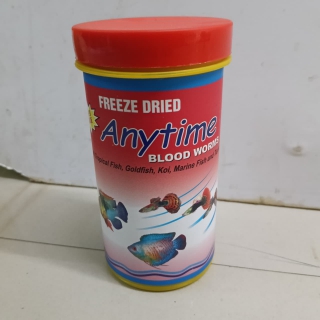 FREEZE DRIED
Anytime
BLOOD WORMS
Tropical Fish, Goldfish, Koi, Marine Fish and